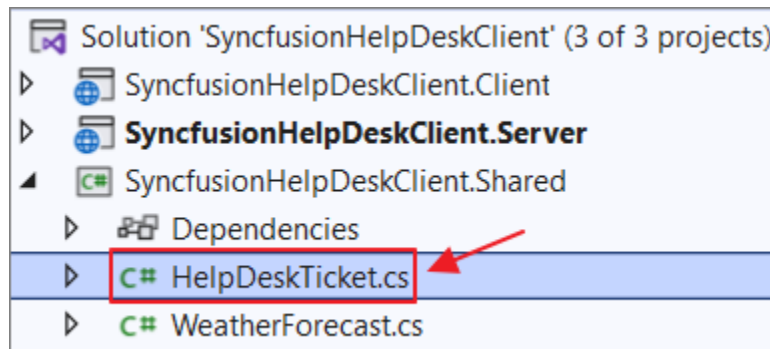 Solution 'SyncfusionHelpDeskClient' (3 of 3 projects)
SyncfusionHelpDeskClient.Client
SyncfusionHelpDeskClient.Server
C# SyncfusionHelpDeskClient.Shared
Dependencies
C# HelpDeskTicket.cs
C# WeatherForecast.cs